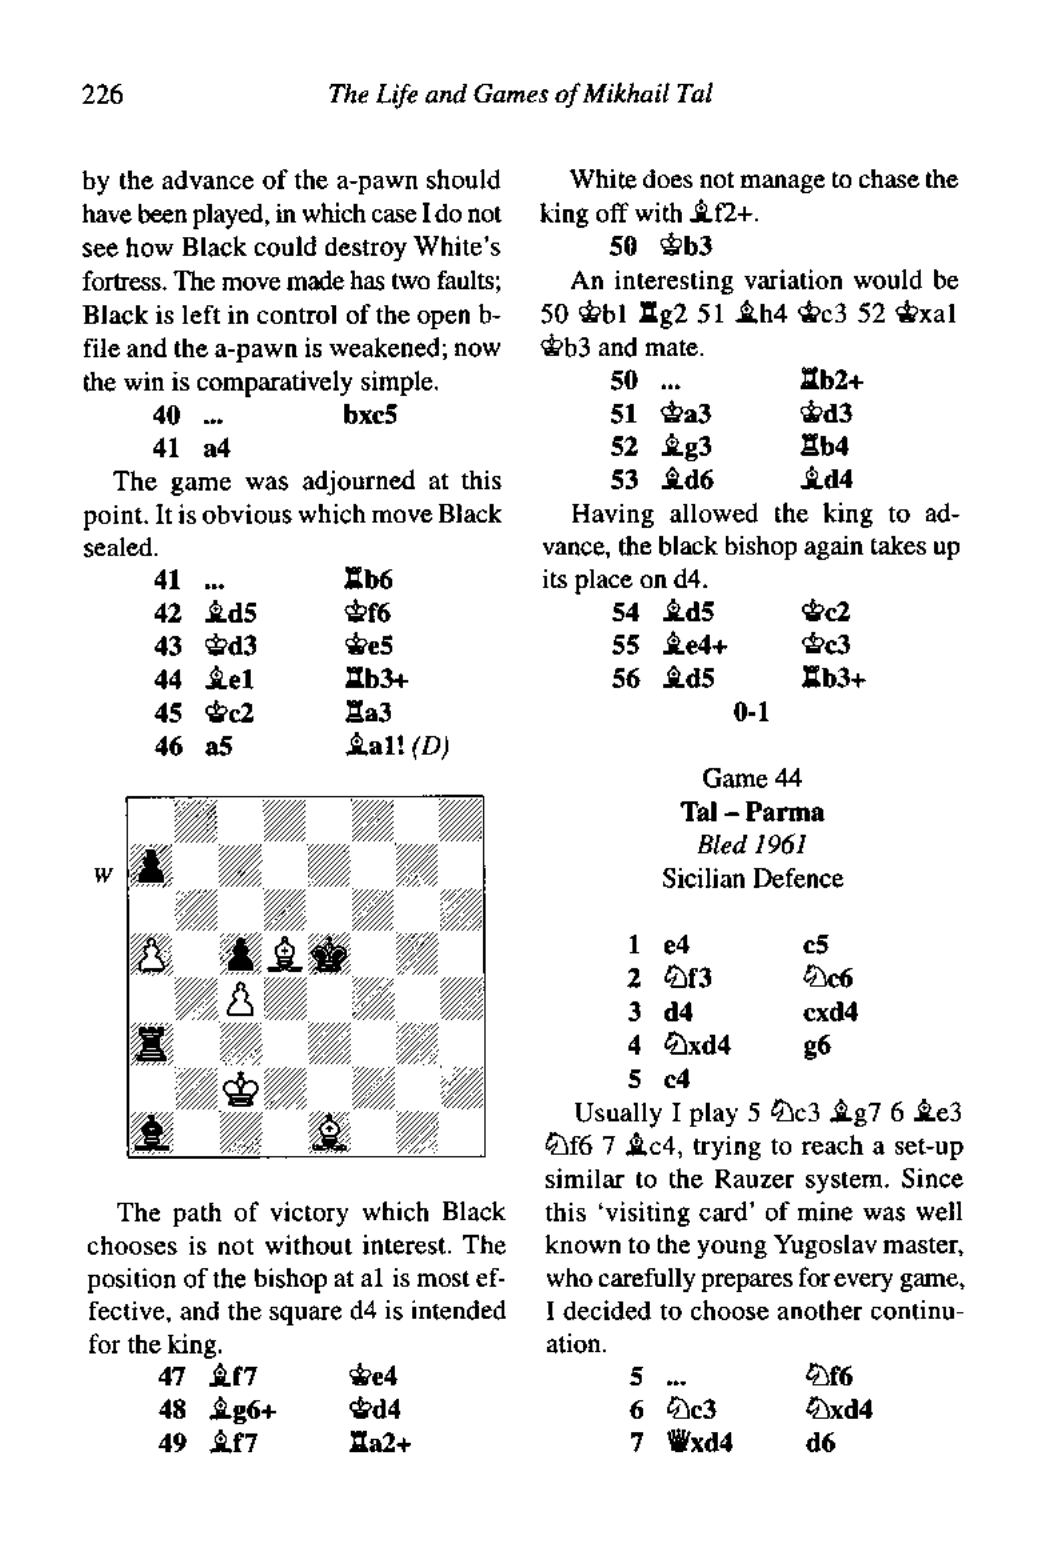 226 The Life and Games of Mikhail Tal
by the advance of the a-pawn should
have been played, in which case I do not
see how Black could destroy White's
fortress. The move made has two faults;
Black is left in control of the open b-
file and the a-pawn is weakened; now
the win is comparatively simple.
40 ... bxc5
41 a4
The game was adjourned at this
point. It is obvious which move Black
sealed.
41 ... ♜b6
42 ♗d5 ♔f6
43 ♔d3 ♚e5
44 ♗e1 ♜b3+
45 ♔c2 ♜a3
46 a5 ♗a1! (D)
W
The path of victory which Black
chooses is not without interest. The
position of the bishop at a1 is most ef-
fective, and the square d4 is intended
for the king.
47 ♗f7 ♚e4
48 ♗g6+ ♔d4
49 ♗f7 ♜a2+
White does not manage to chase the
king off with ♗f2+.
50 ♔b3
An interesting variation would be
50 ♔b1 ♜g2 51 ♗h4 ♔c3 52 ♔xa1
♔b3 and mate.
50 ... ♜b2+
51 ♔a3 ♔d3
52 ♗g3 ♜b4
53 ♗d6 ♗d4
Having allowed the king to ad-
vance, the black bishop again takes up
its place on d4.
54 ♗d5 ♔c2
55 ♗e4+ ♔c3
56 ♗d5 ♜b3+
0-1
Game 44
Tal – Parma
Bled 1961
Sicilian Defence
1 e4 c5
2 ♘f3 ♘c6
3 d4 cxd4
4 ♘xd4 g6
5 c4
Usually I play 5 ♘c3 ♗g7 6 ♗e3
♘f6 7 ♗c4, trying to reach a set-up
similar to the Rauzer system. Since
this 'visiting card' of mine was well
known to the young Yugoslav master,
who carefully prepares for every game,
I decided to choose another continu-
ation.
5 ... ♘f6
6 ♘c3 ♘xd4
7 ♕xd4 d6